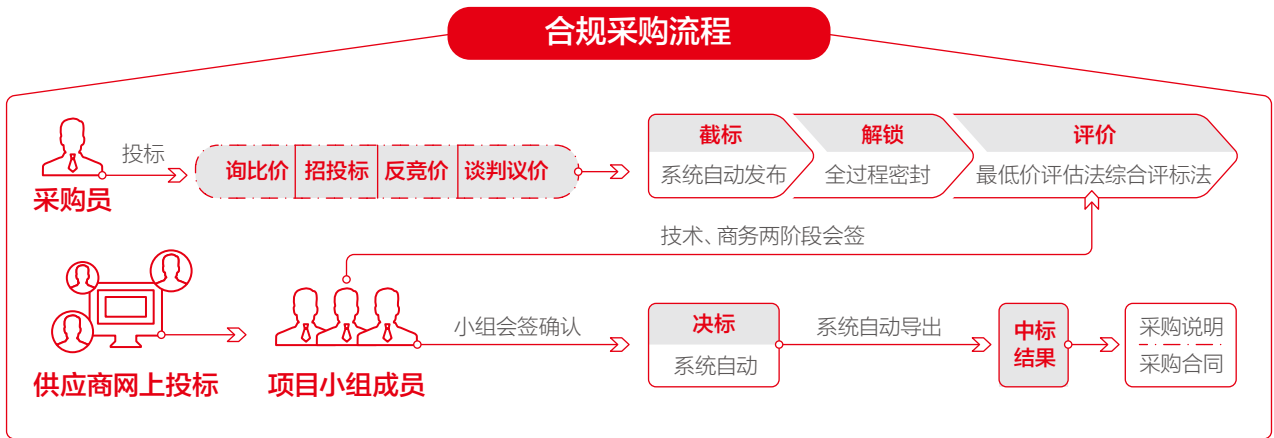 合规采购流程
投标
采购员
询比价 招投标 反竞价 谈判议价
截标
系统自动发布
解锁
全过程密封
评价
最低价评估法综合评标法
技术、商务两阶段会签
供应商网上投标
项目小组成员
小组会签确认
决标
系统自动
系统自动导出
中标
结果
采购说明
采购合同